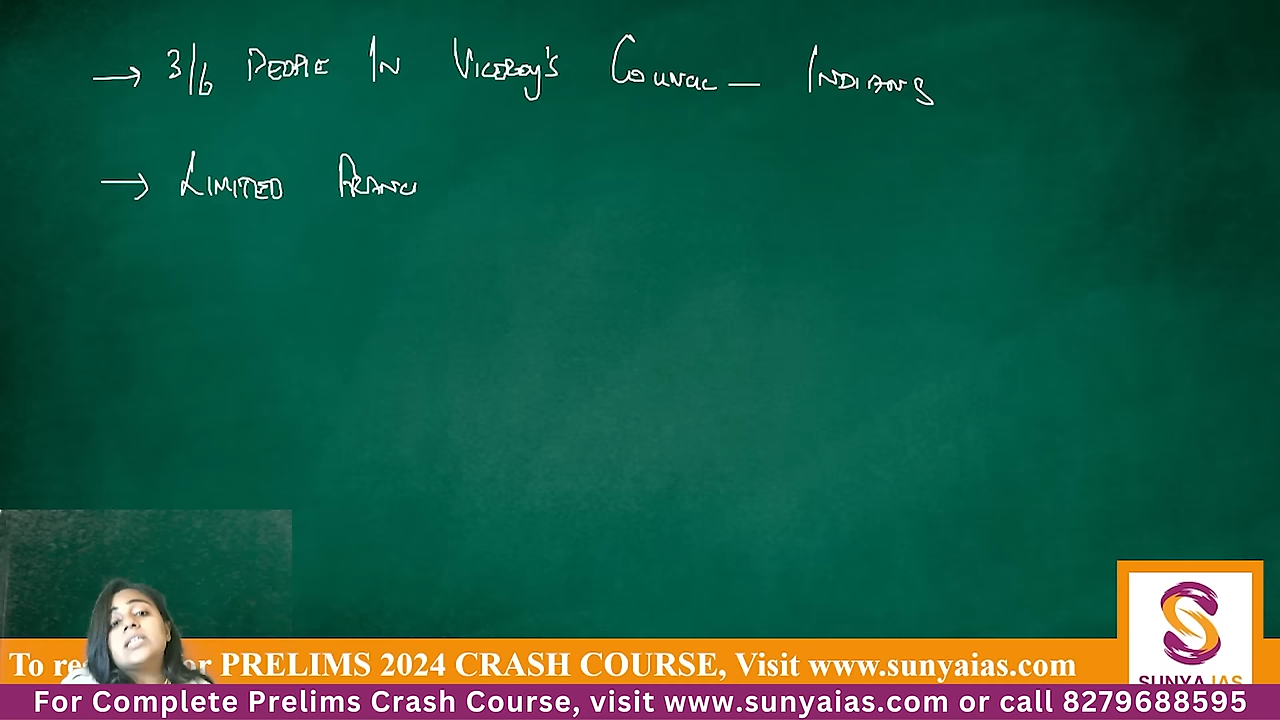 → 3/6 PEOPLE IN VICEROY'S COUNCIL — INDIANS
→ LIMITED FRANC
To re or PRELIMS 2024 CRASH COURSE, Visit www.sunyaias.com
SUNYA IAS
For Complete Prelims Crash Course, visit www.sunyaias.com or call 8279688595